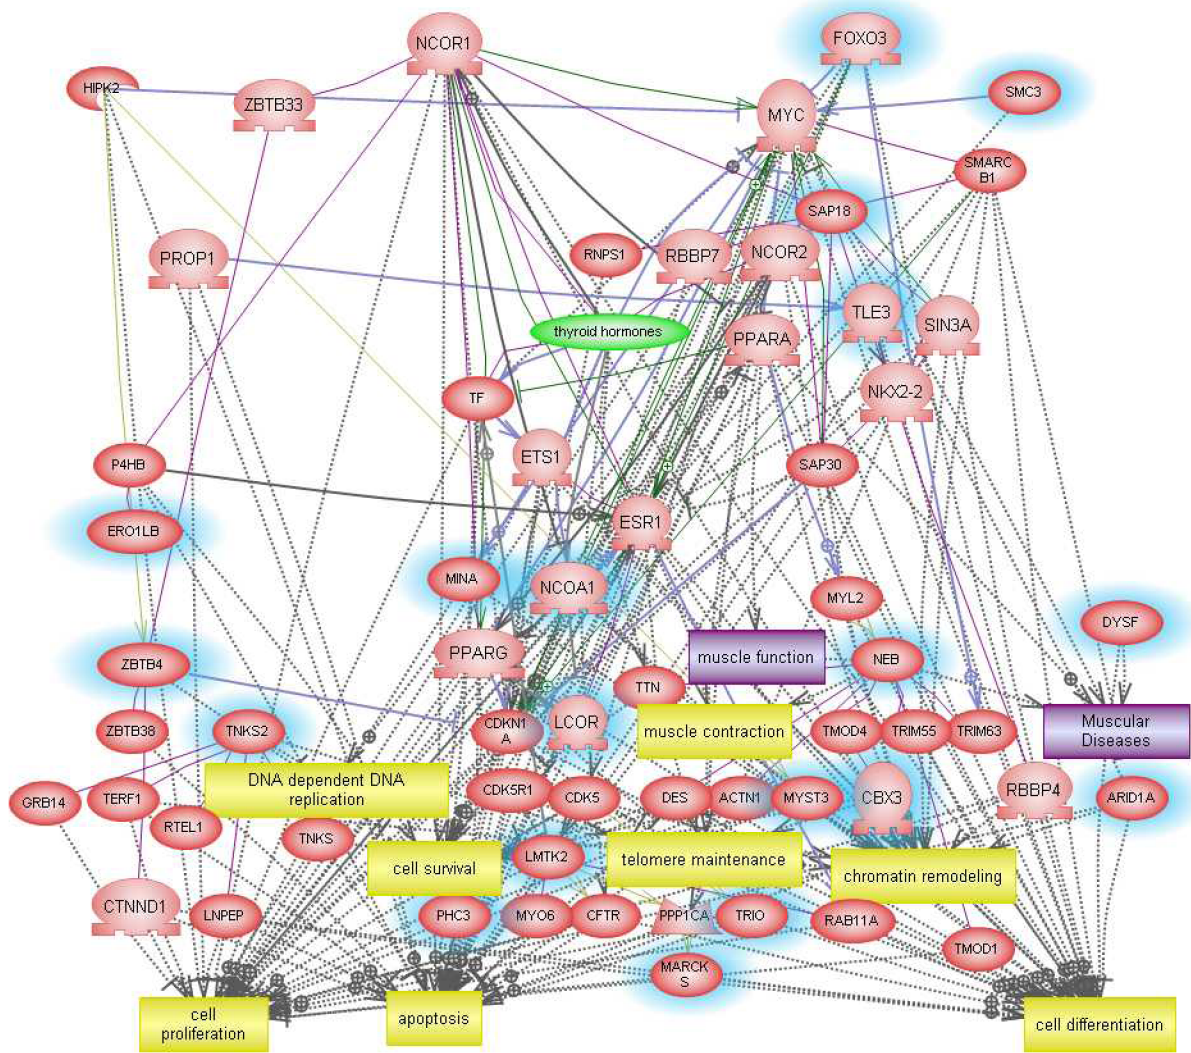 NCOR1
FOXO3
HIPK2
ZBTB33
MYC
SMC3
SMARC
B1
SAP18
PROP1
RNPS1
RBBP7
NCOR2
TLE3
SIN3A
thyroid hormones
PPARA
NKX2-2
TF
P4HB
ETS1
SAP30
ERO1LB
ESR1
MINA
NCOA1
MYL2
DYSF
ZBTB4
PPARG
muscle function
NEB
TTN
ZBTB38
TNKS2
CDKN1
A
LCOR
muscle contraction
TMOD4
TRIM55
TRIM63
Muscular
Diseases
DNA dependent DNA
replication
GRB14
TERF1
CDK5R1
CDK5
DES
ACTN1
MYST3
CBX3
RBBP4
ARID1A
RTEL1
TNKS
cell survival
LMTK2
telomere maintenance
chromatin remodeling
CTNND1
LNPEP
PHC3
MYO6
CFTR
PPP1CA
TRIO
RAB11A
TMOD1
MARCK
S
cell
proliferation
apoptosis
cell differentiation